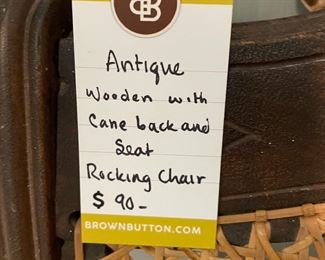 B
Antique
Wooden with
Cane back and
Seat
Rocking Chair
$ 90-
BROWNBUTTON.COM